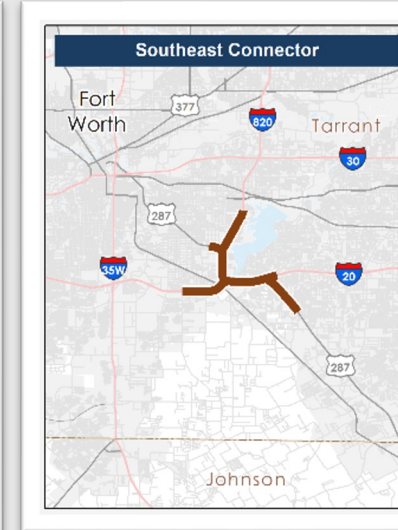 Southeast Connector
Fort
Worth
377
820
Tarrant
30
287
35W
20
287
Johnson